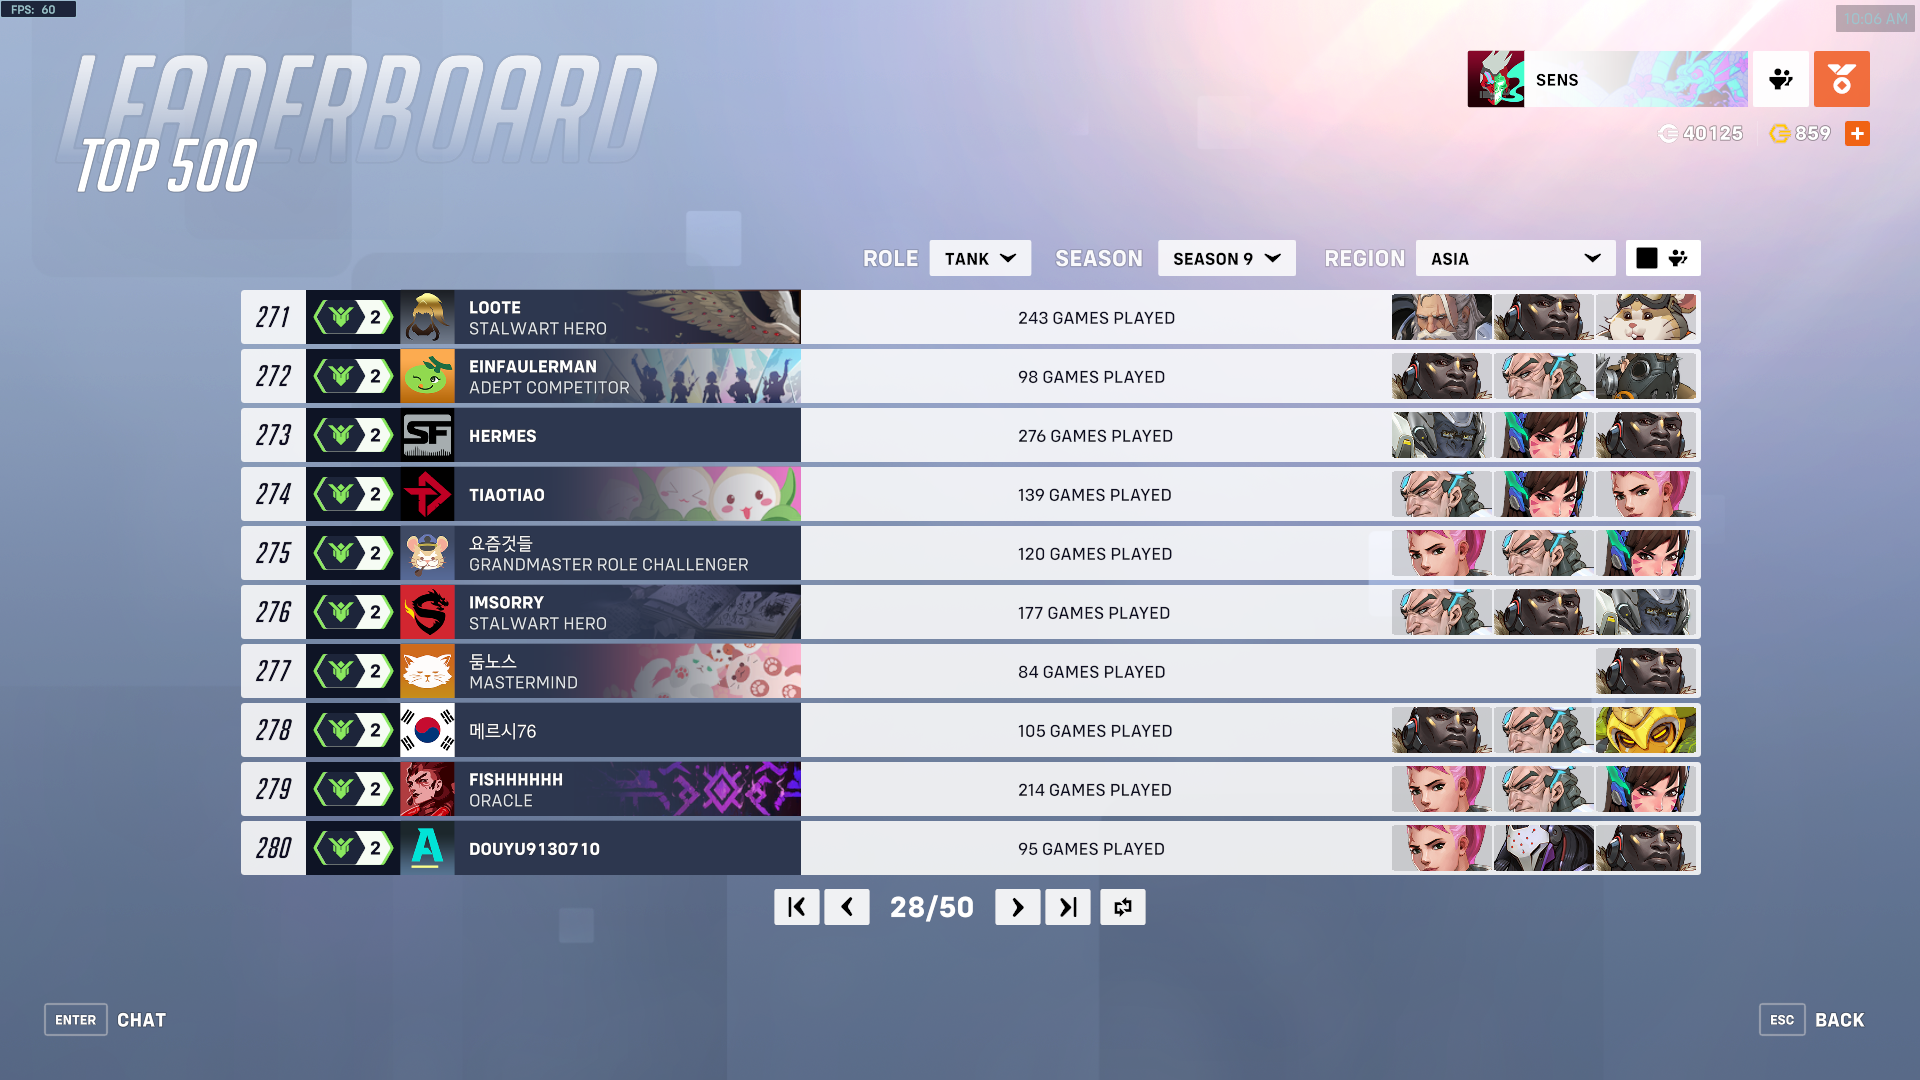 FPS: 60
10:06 AM
LEADERBOARD
TOP 500
SENS
40125
859
ROLE
TANK
SEASON
SEASON 9
REGION
ASIA
271
2
LOOTE
STALWART HERO
243 GAMES PLAYED
272
2
EINFAULERMAN
ADEPT COMPETITOR
98 GAMES PLAYED
273
2
SF
HERMES
276 GAMES PLAYED
274
2
TIAOTIAO
139 GAMES PLAYED
275
2
요즘것들
GRANDMASTER ROLE CHALLENGER
120 GAMES PLAYED
276
2
IMSORRY
STALWART HERO
177 GAMES PLAYED
277
2
둠노스
MASTERMIND
84 GAMES PLAYED
278
2
메르시76
105 GAMES PLAYED
279
2
FISHHHHHH
ORACLE
214 GAMES PLAYED
280
2
A
DOUYU9130710
95 GAMES PLAYED
28/50
ENTER
CHAT
ESC
BACK